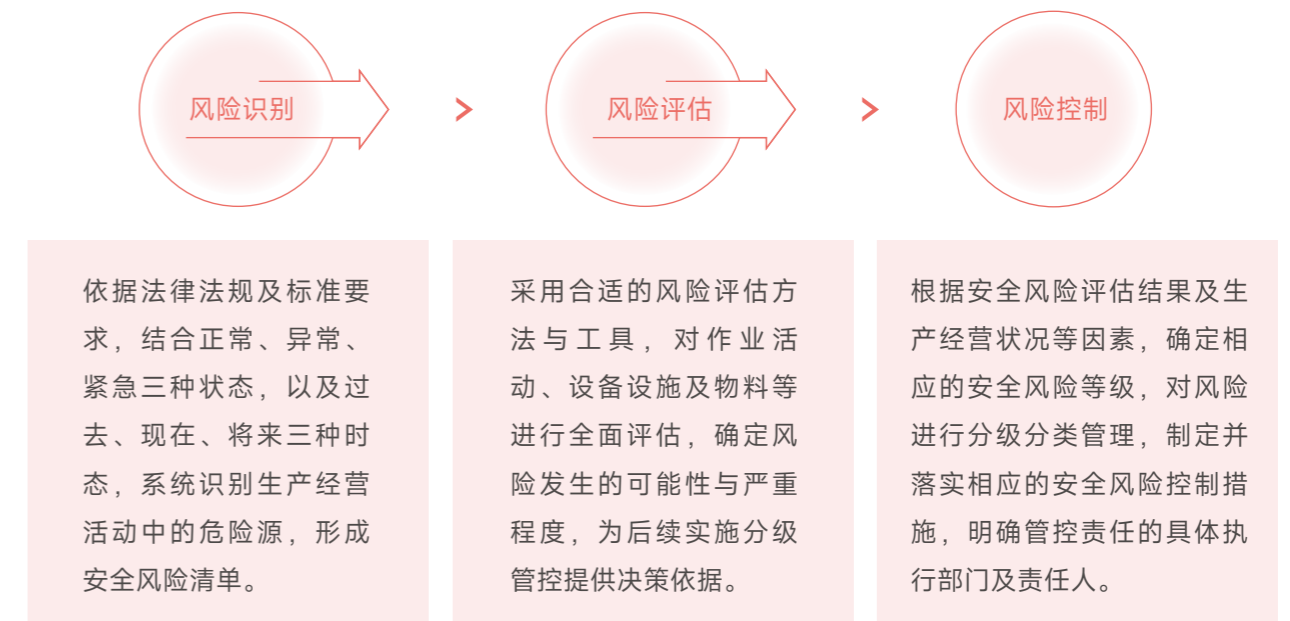 风险识别
>
风险评估
>
风险控制
依据法律法规及标准要
求，结合正常、异常、
紧急三种状态，以及过
去、现在、将来三种时
态，系统识别生产经营
活动中的危险源，形成
安全风险清单。
采用合适的风险评估方
法与工具，对作业活
动、设备设施及物料等
进行全面评估，确定风
险发生的可能性与严重
程度，为后续实施分级
管控提供决策依据。
根据安全风险评估结果及生
产经营状况等因素，确定相
应的安全风险等级，对风险
进行分级分类管理，制定并
落实相应的安全风险控制措
施，明确管控责任的具体执
行部门及责任人。